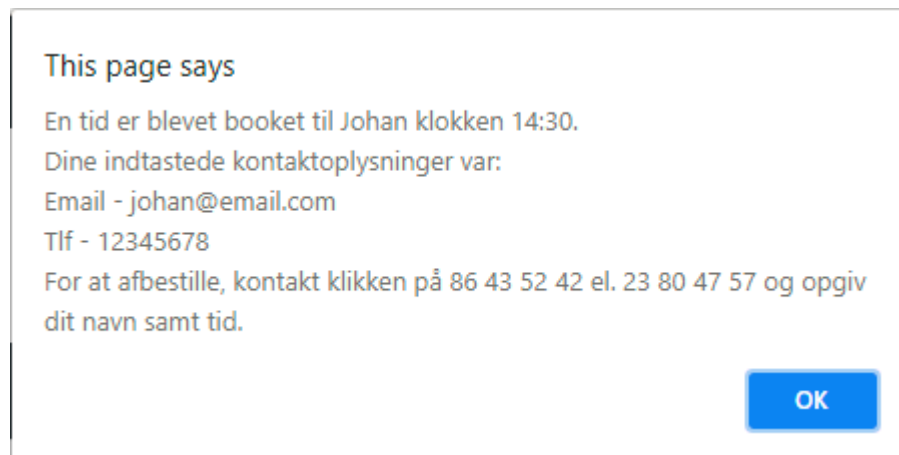 This page says
En tid er blevet booket til Johan klokken 14:30.
Dine indtastede kontaktoplysninger var:
Email - johan@email.com
Tlf - 12345678
For at afbestille, kontakt klikken på 86 43 52 42 el. 23 80 47 57 og opgiv
dit navn samt tid.
OK